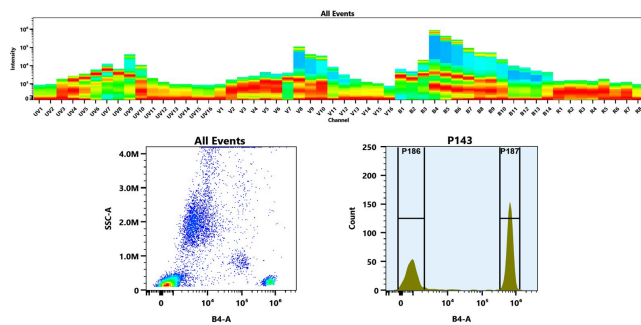 All Events
Intensity
UV1 UV2 UV3 UV4 UV5 UV6 UV7 UV8 UV9 UV10 UV11 UV12 UV13 UV14 UV15 UV16 V1 V2 V3 V4 V5 V6 V7 V8 V9 V10 V11 V12 V13 V14 V15 V16 B1 B2 B3 B4 B5 B6 B7 B8 B9 B10 B11 B12 B13 B14 R1 R2 R3 R4 R5 R6 R7 R8
Channel
All Events
SSC-A
4.0M
3.0M
2.0M
1.0M
0
0 10⁴ 10⁵ 10⁶
B4-A
P143
Count
250
200
150
100
50
0
P186 P187
0 10⁴ 10⁵ 10⁶
B4-A